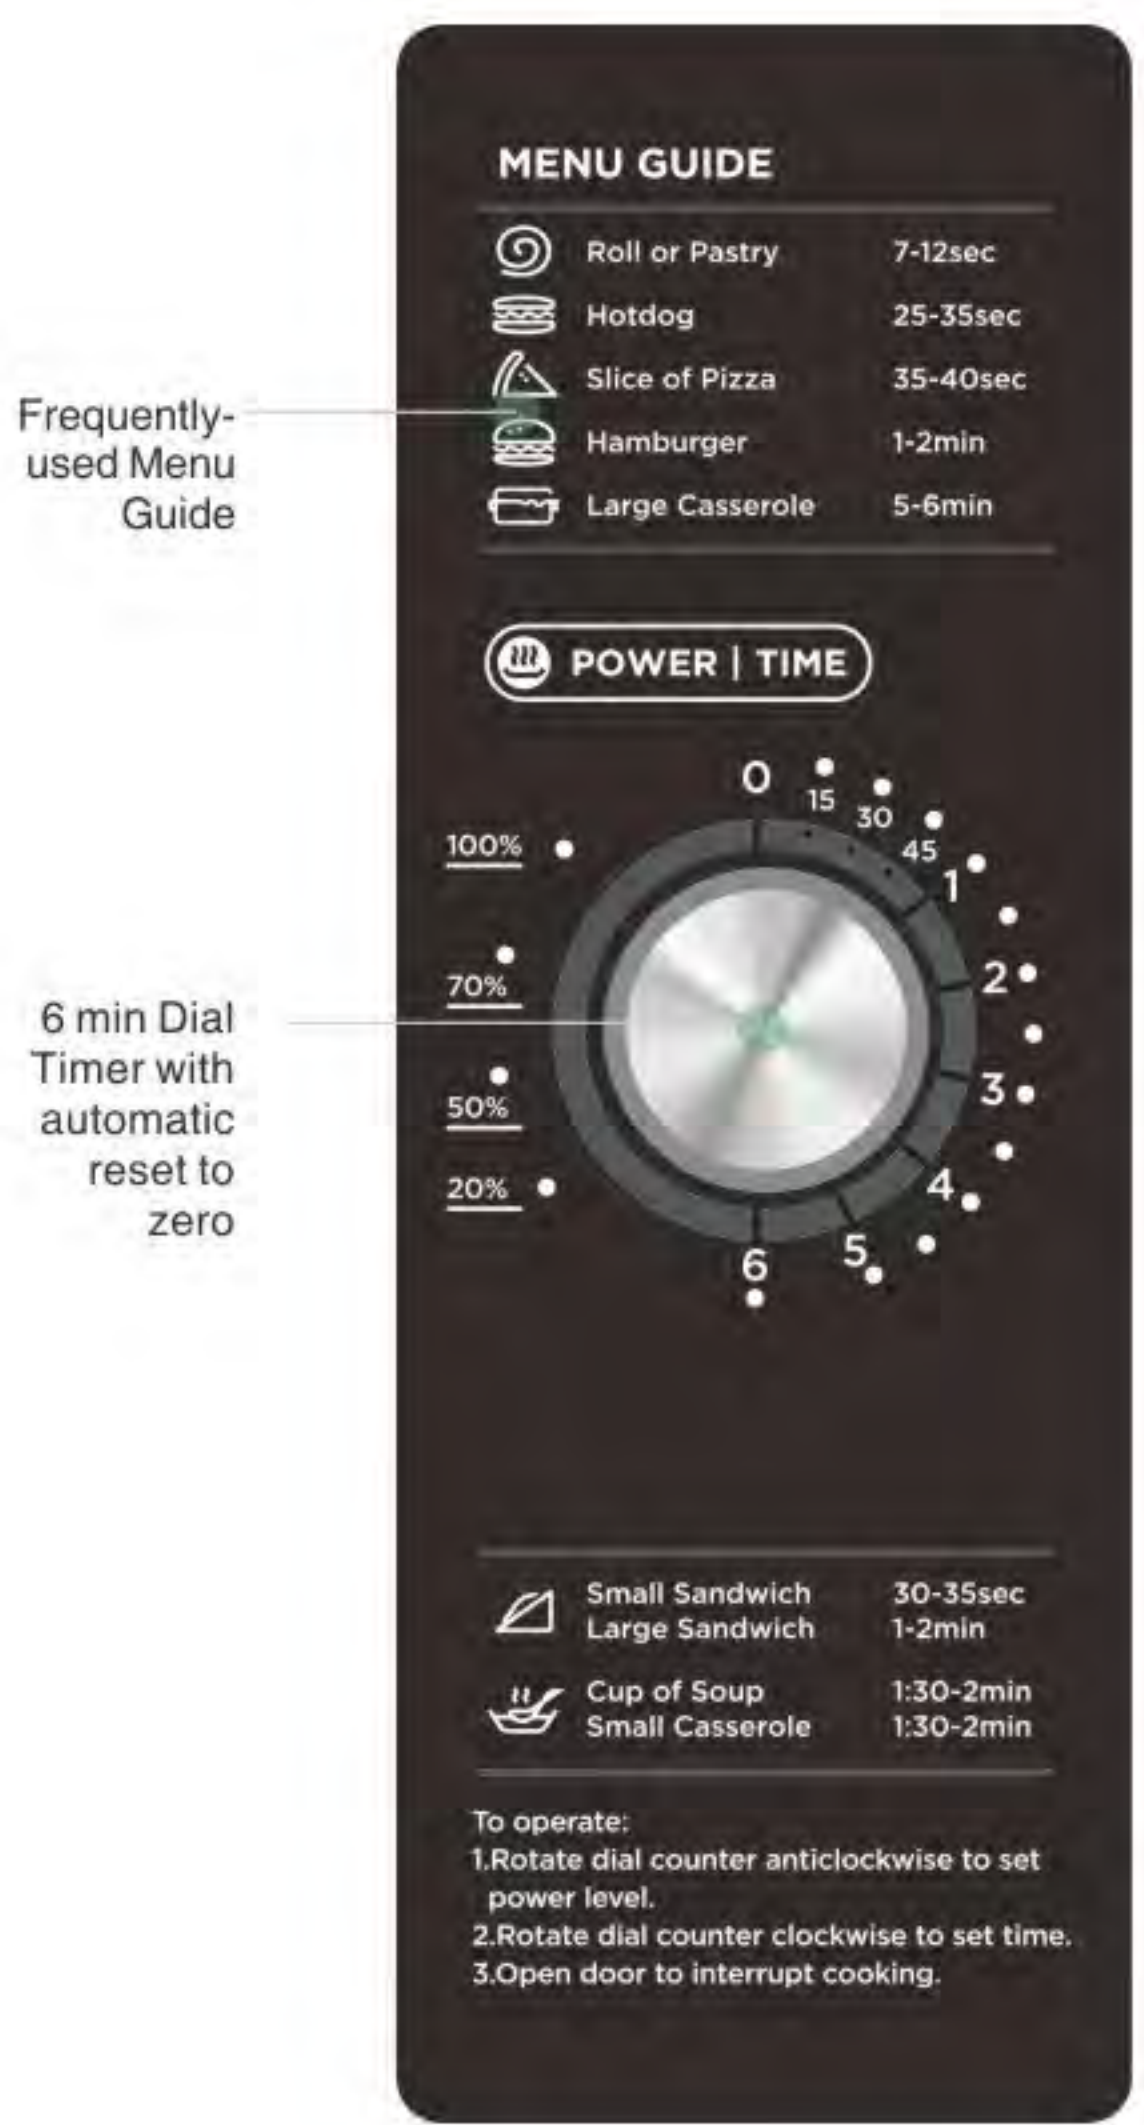 MENU GUIDE
Roll or Pastry 7-12sec
Hotdog 25-35sec
Slice of Pizza 35-40sec
Hamburger 1-2min
Large Casserole 5-6min
Frequently-
used Menu
Guide
POWER | TIME
0
15
30
45
1
2
3
4
5
6
100%
70%
50%
20%
6 min Dial
Timer with
automatic
reset to
zero
Small Sandwich 30-35sec
Large Sandwich 1-2min
Cup of Soup 1:30-2min
Small Casserole 1:30-2min
To operate:
1.Rotate dial counter anticlockwise to set
power level.
2.Rotate dial counter clockwise to set time.
3.Open door to interrupt cooking.